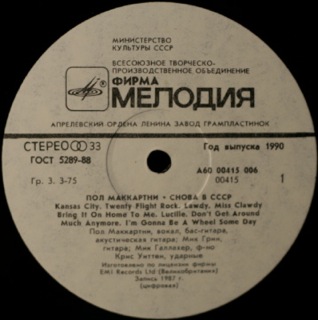 МИНИСТЕРСТВО
КУЛЬТУРЫ СССР
ВСЕСОЮЗНОЕ ТВОРЧЕСКО-
ПРОИЗВОДСТВЕННОЕ ОБЪЕДИНЕНИЕ
ФИРМА
МЕЛОДИЯ
АПРЕЛЕВСКИЙ ОРДЕНА ЛЕНИНА ЗАВОД ГРАМПЛАСТИНОК
СТЕРЕО 33
Год выпуска 1990
ГОСТ 5289-88
А60 00415 006
Гр. 3. 3-75
00415
1
ПОЛ МАККАРТНИ • СНОВА В СССР
Kansas City. Twenty Flight Rock. Lawdy, Miss Clawdy
Bring It On Home To Me. Lucille. Don't Get Around
Much Anymore. I'm Gonna Be A Wheel Some Day
Пол Маккартни, вокал, бас-гитара,
акустическая гитара; Мик Грин,
гитара; Мик Галлахер, ф-но
Крис Уиттен, ударные
Изготовлено по лицензии фирмы
EMI Records Ltd (Великобритания)
Запись 1987 г.
(цифровая)